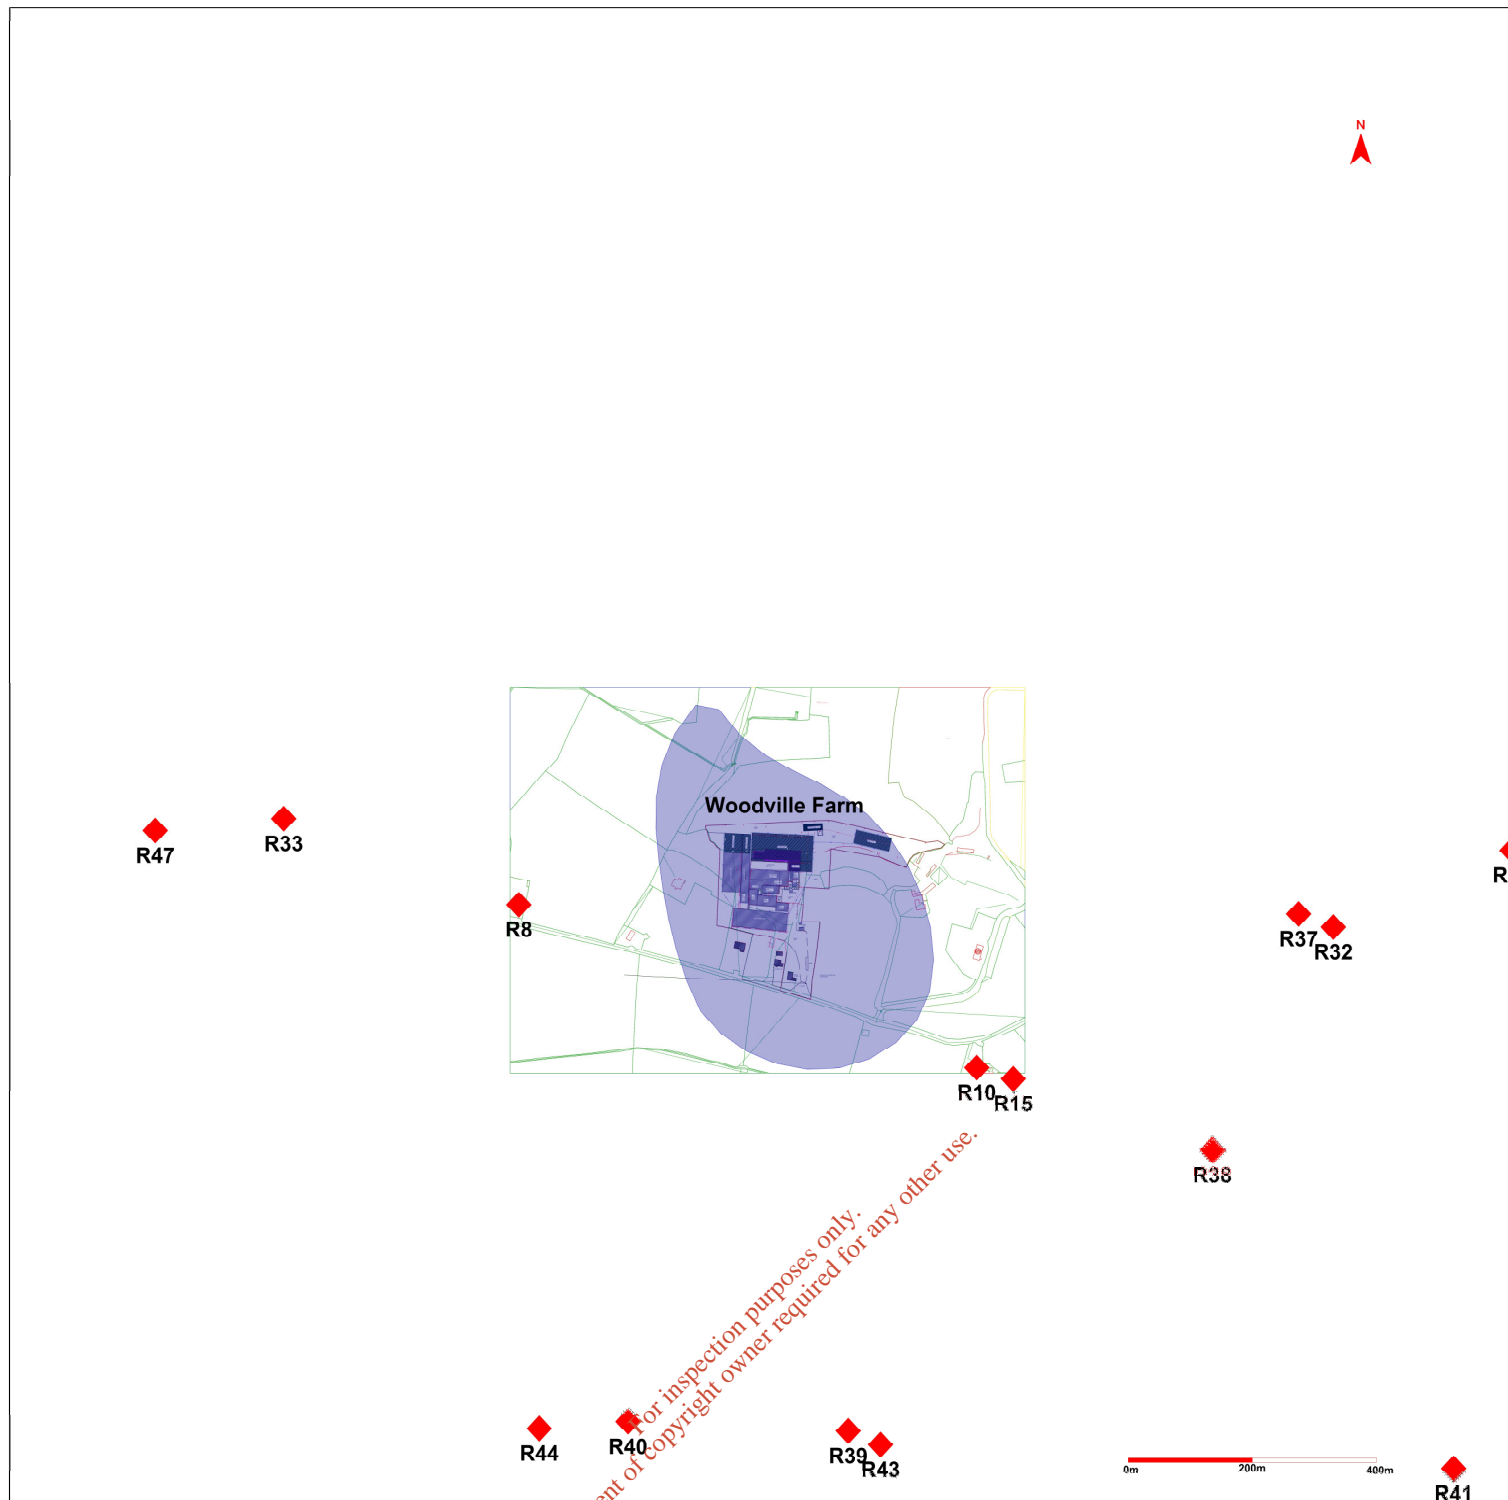 N
Woodville Farm
R47
R33
R8
R37
R32
R10
R15
R38
For inspection purposes only.
of copyright owner required for any other use.
R44
R40
R39
R43
0m
200m
400m
R41